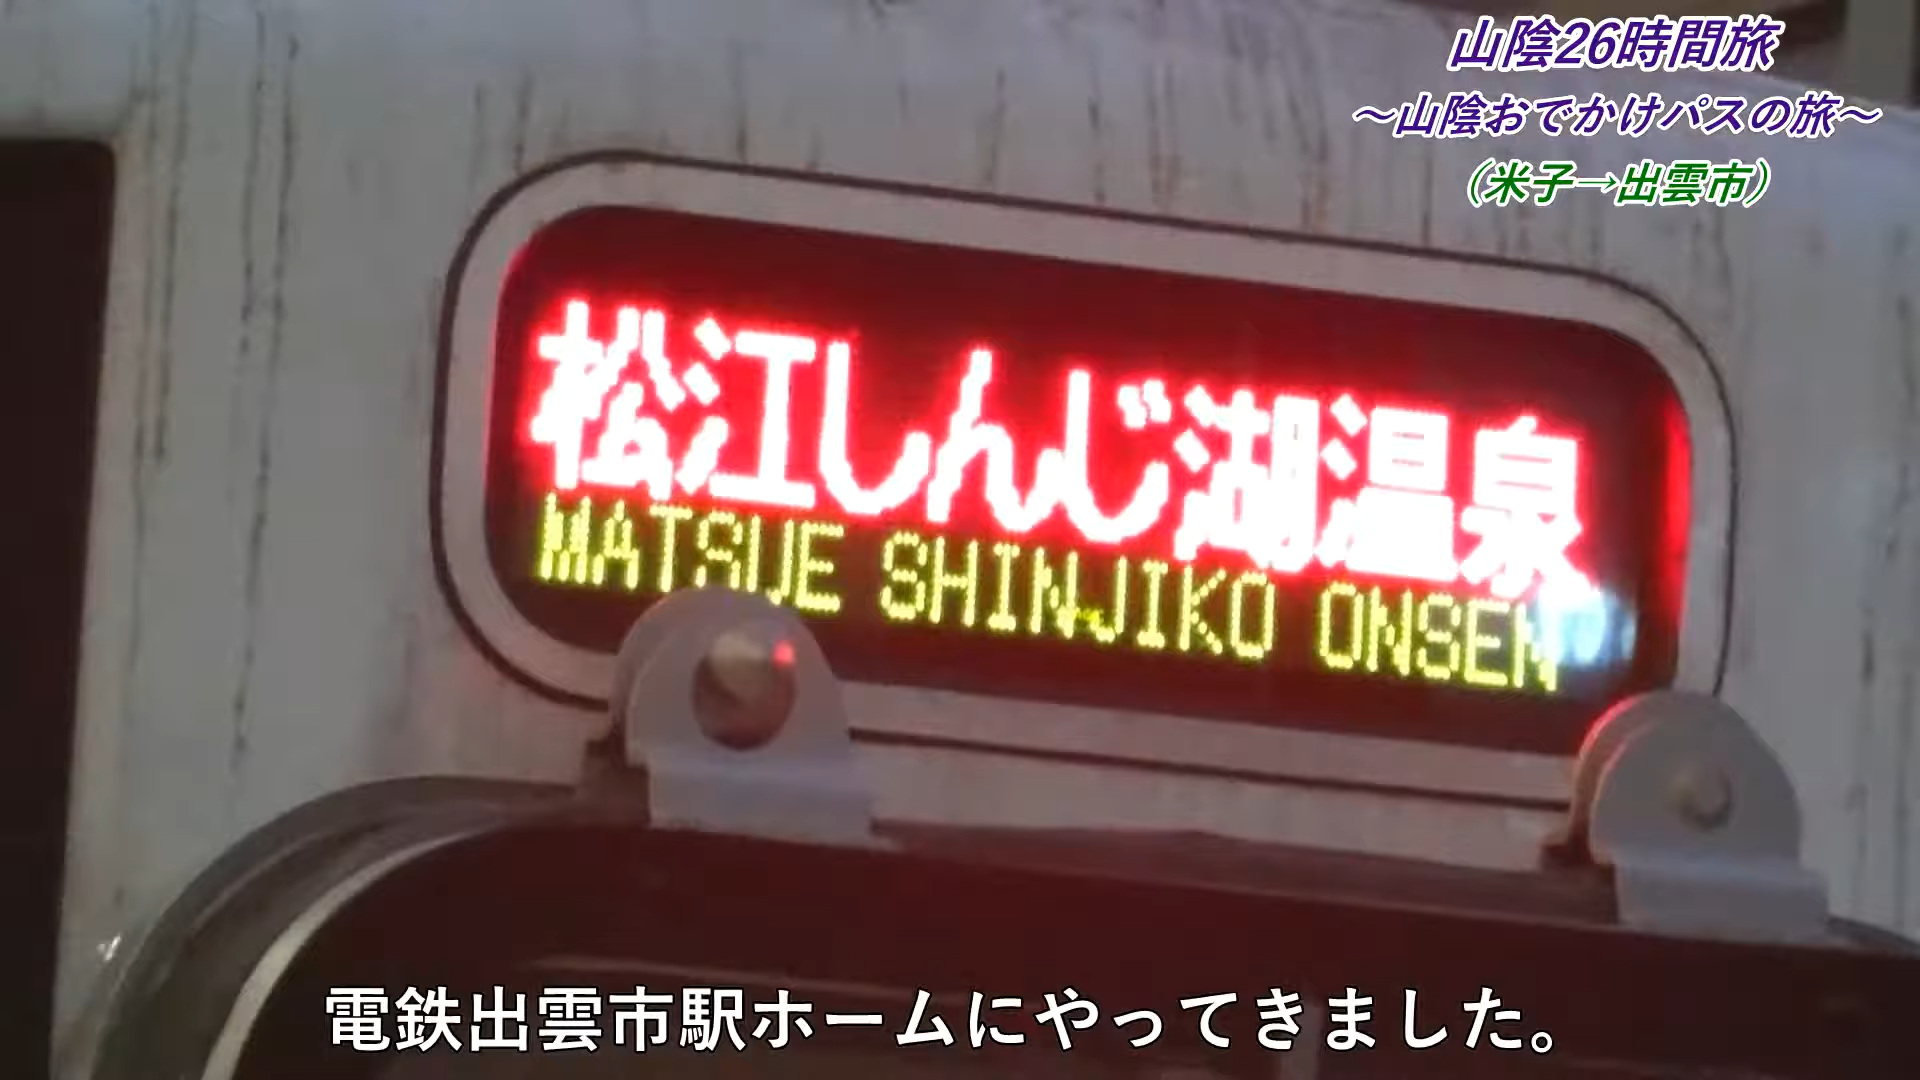 山陰26時間旅
～山陰おでかけパスの旅～
（米子→出雲市）
松江しんじ湖温泉
MATSUE SHINJIKO ONSEN
電鉄出雲市駅ホームにやってきました。